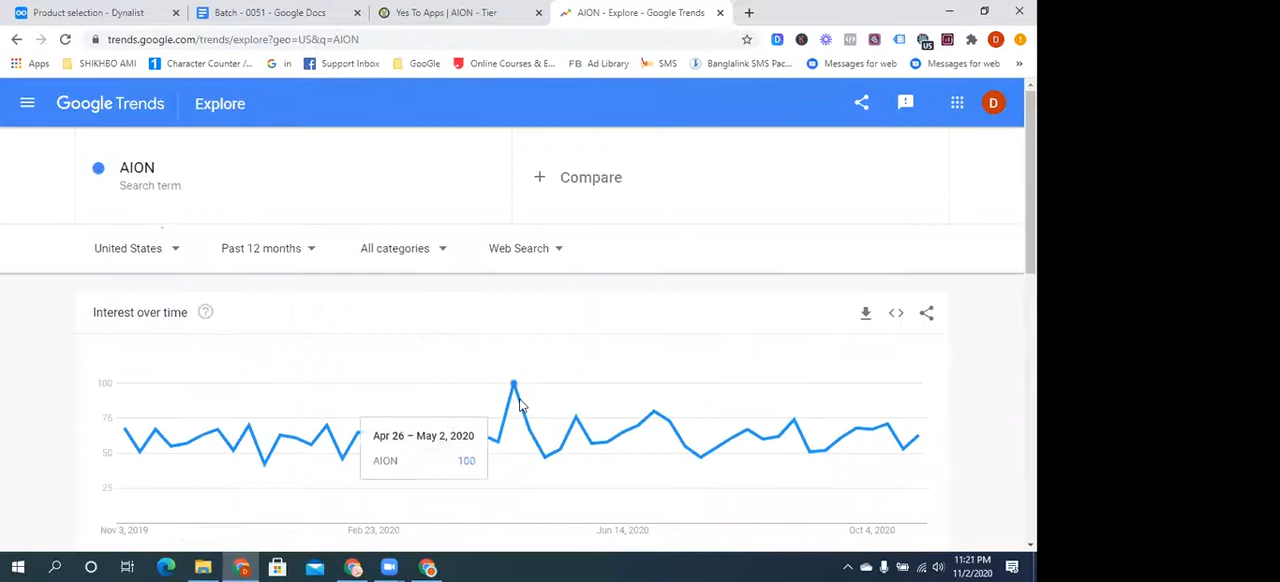 Product selection - Dynalist
Batch - 0051 - Google Docs
Yes To Apps | AION - Tier
AION - Explore - Google Trends
trends.google.com/trends/explore?geo=US&q=AION
US
D
Apps
SHIKHBO AMI
Character Counter /...
in
Support Inbox
GooGle
Online Courses & E...
FB Ad Library
SMS
Banglalink SMS Pac...
Messages for web
Messages for web
»
Google Trends
Explore
D
AION
Search term
+ Compare
United States
Past 12 months
All categories
Web Search
Interest over time
?
100
75
50
25
Apr 26 – May 2, 2020
AION 100
Nov 3, 2019
Feb 23, 2020
Jun 14, 2020
Oct 4, 2020
11:21 PM
11/2/2020